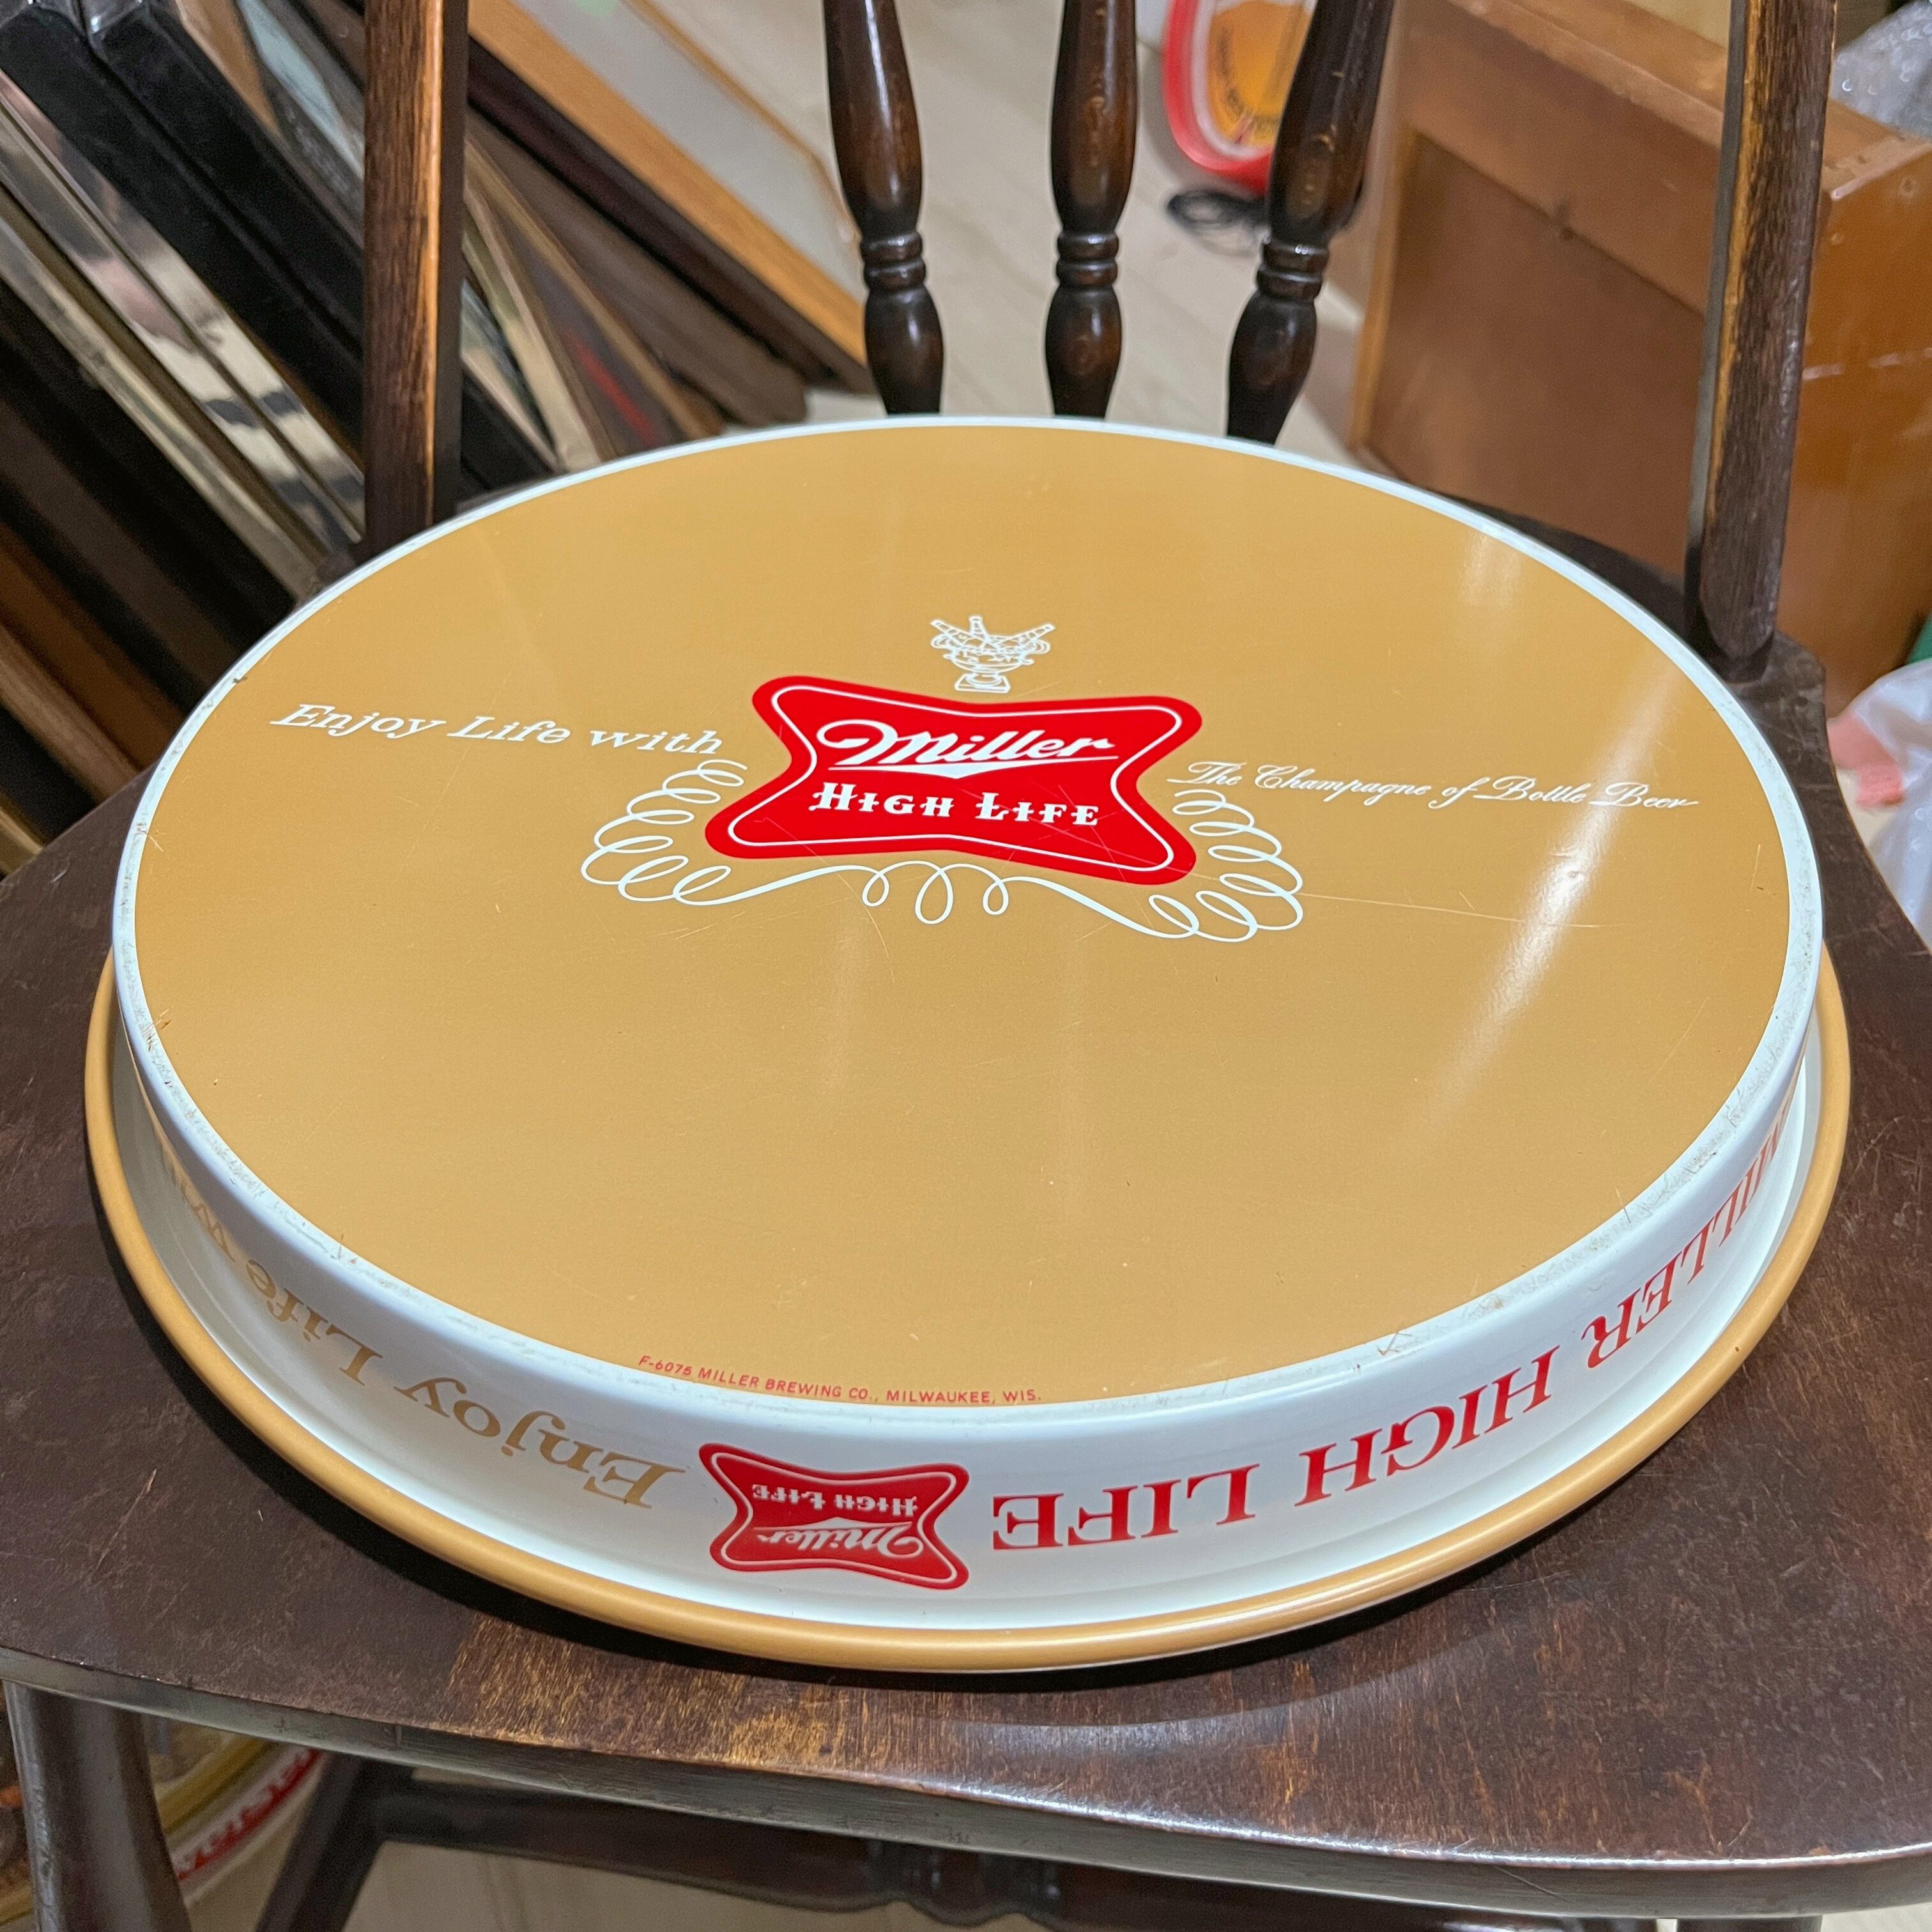 Enjoy Life with
Miller
HIGH LIFE
The Champagne of Bottle Beer
F-6075 MILLER BREWING CO., MILWAUKEE, WIS.
Enjoy Life
Miller
HIGH LIFE
MILLER HIGH LIFE